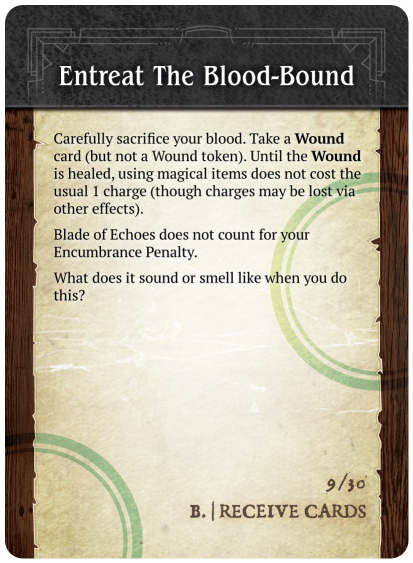 Entreat The Blood-Bound
Carefully sacrifice your blood. Take a Wound
card (but not a Wound token). Until the Wound
is healed, using magical items does not cost the
usual 1 charge (though charges may be lost via
other effects).
Blade of Echoes does not count for your
Encumbrance Penalty.
What does it sound or smell like when you do
this?
9/30
B. | RECEIVE CARDS